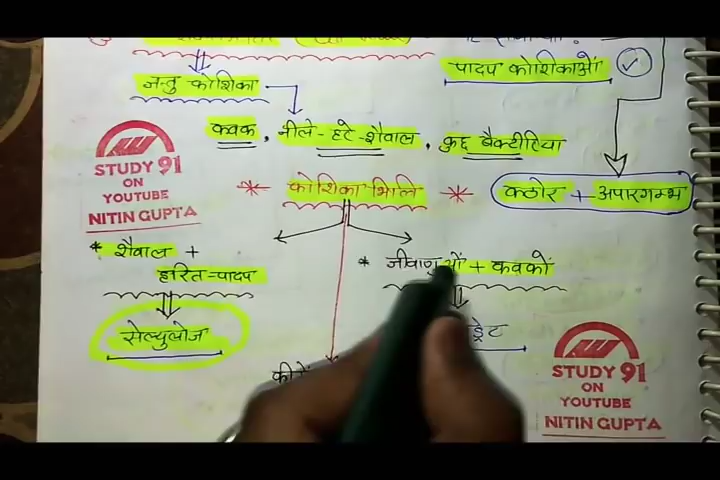 पादप कोशिकाओं
जन्तु कोशिका
कवक, नीले-हरे-शैवाल, कुछ बैक्टीरिया
STUDY 91
ON
YOUTUBE
NITIN GUPTA
* कोशिका भित्ति *
कठोर + अपारगम्भ
* शैवाल +
हरित-पादप
* जीवाणुओं + कवकों
सेल्युलोज
ड्रेट
STUDY 91
ON
YOUTUBE
NITIN GUPTA